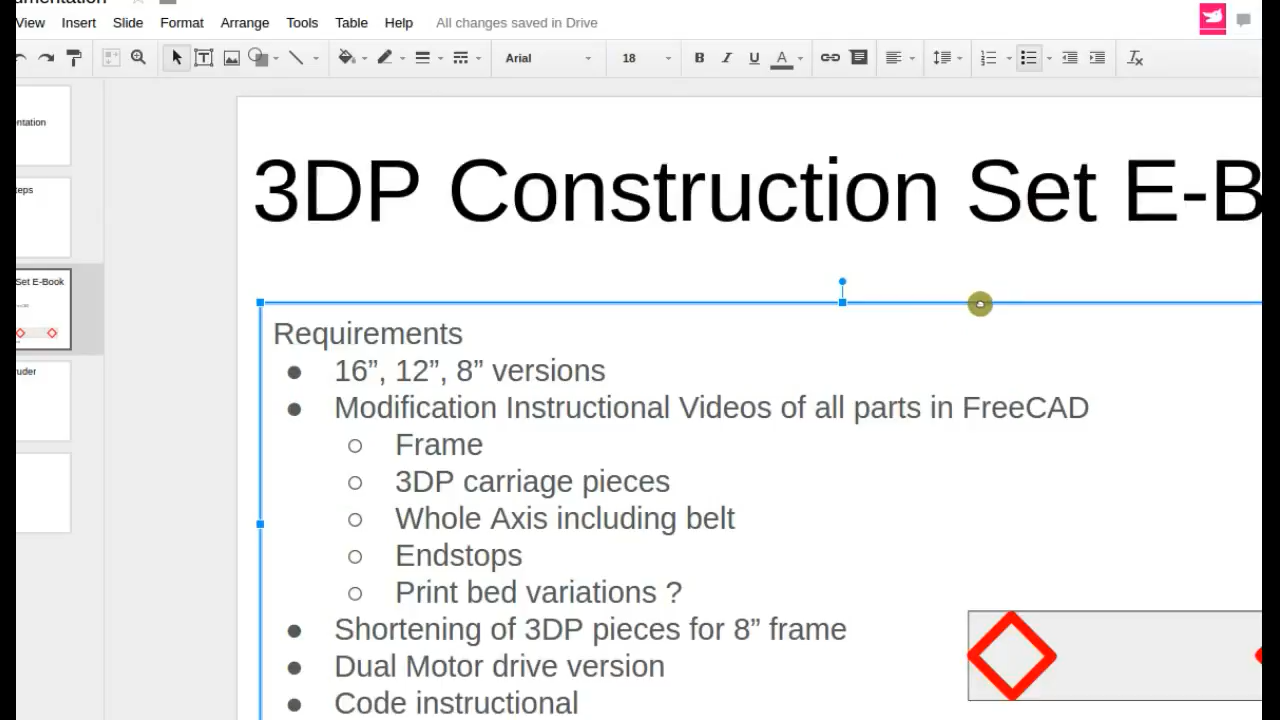 umentation
View Insert Slide Format Arrange Tools Table Help All changes saved in Drive
Arial 18 B I U A
entation
teps
Set E-Book
uder
3DP Construction Set E-B
Requirements
● 16”, 12”, 8” versions
● Modification Instructional Videos of all parts in FreeCAD
○ Frame
○ 3DP carriage pieces
○ Whole Axis including belt
○ Endstops
○ Print bed variations ?
● Shortening of 3DP pieces for 8” frame
● Dual Motor drive version
● Code instructional